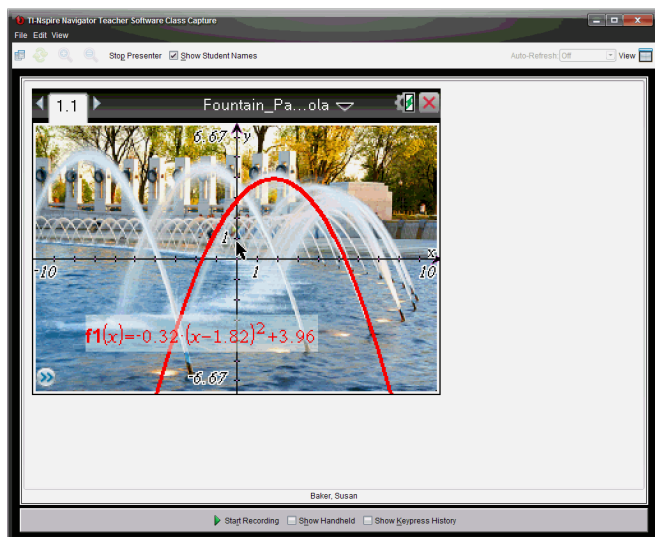 TI-Nspire Navigator Teacher Software Class Capture
File Edit View
Stop Presenter Show Student Names Auto-Refresh: Off View
1.1 Fountain_Pa...ola
6.67 y
1
x
-10 1 10
f1(x)=-0.32·(x-1.82)²+3.96
-6.67
Baker, Susan
Start Recording Show Handheld Show Keypress History